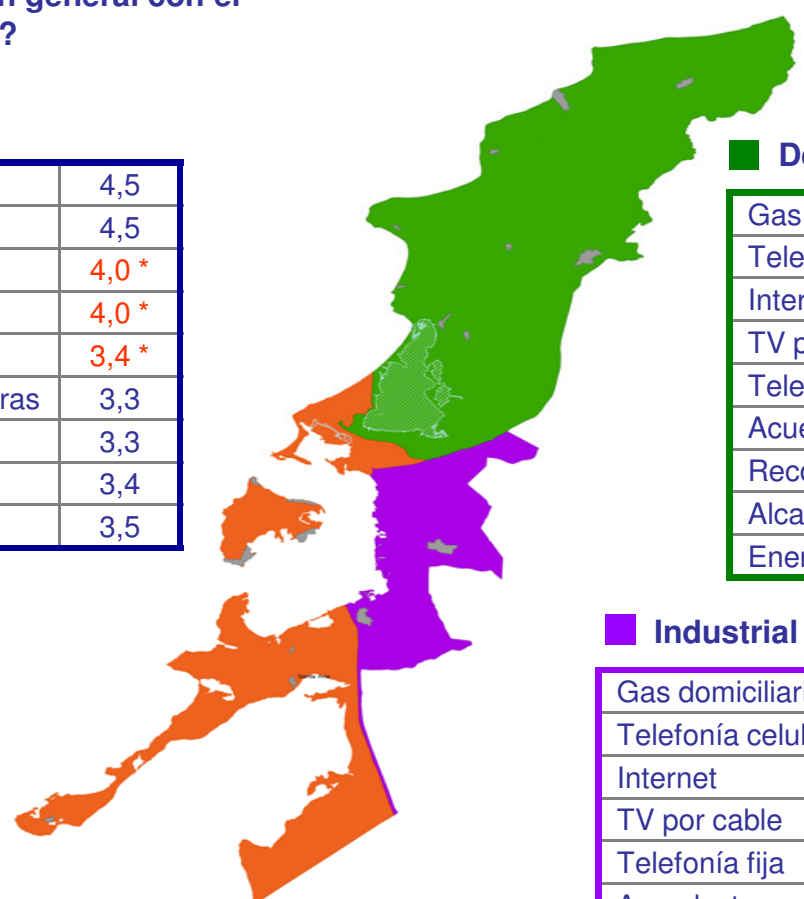 n general con el
?
4,5
4,5
4,0 *
4,0 *
3,4 *
ras 3,3
3,3
3,4
3,5
De
Gas
Tele
Inter
TV p
Tele
Acue
Reco
Alca
Ener
Industrial
Gas domiciliari
Telefonía celul
Internet
TV por cable
Telefonía fija